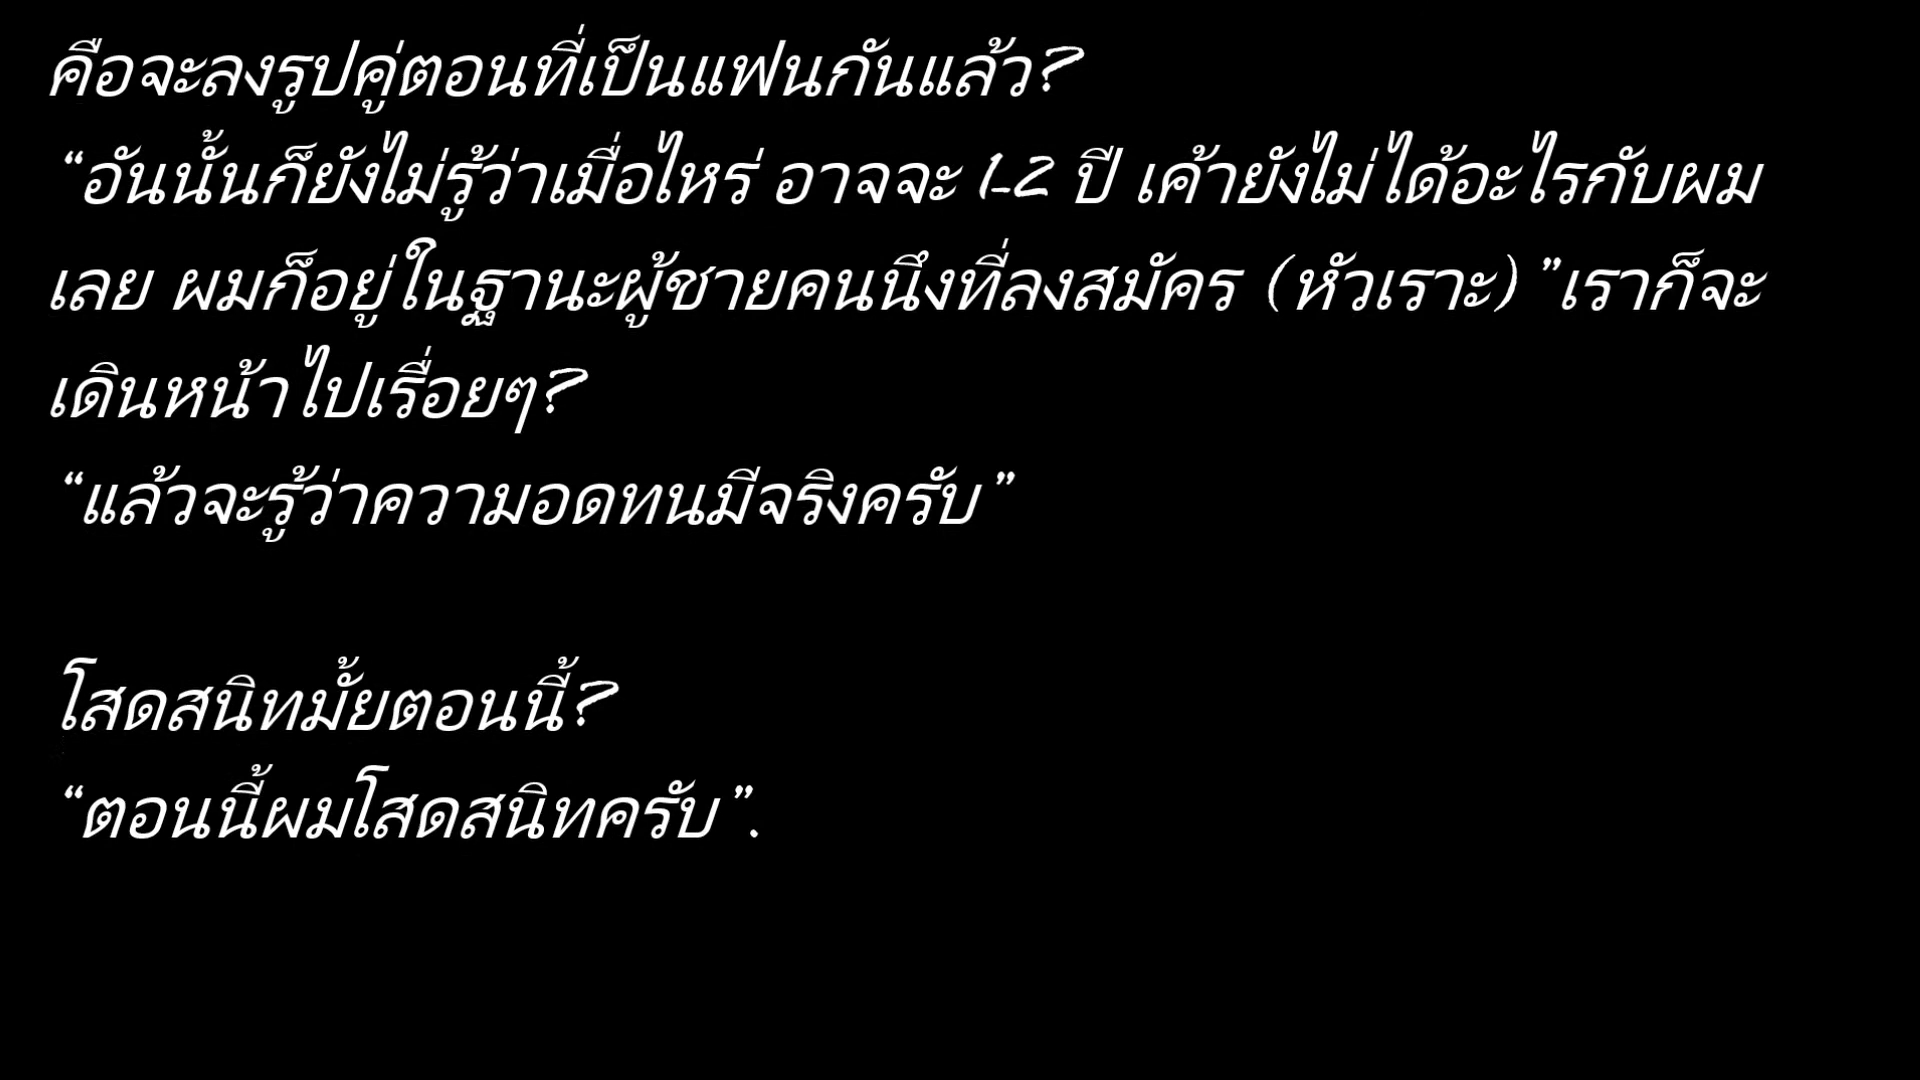 คือจะลงรูปคู่ตอนที่เป็นแฟนกันแล้ว?
“อันนั้นก็ยังไม่รู้ว่าเมื่อไหร่ อาจจะ 1-2 ปี เค้ายังไม่ได้อะไรกับผม
เลย ผมก็อยู่ในฐานะผู้ชายคนนึงที่ลงสมัคร (หัวเราะ) ”เราก็จะ
เดินหน้าไปเรื่อยๆ?
“แล้วจะรู้ว่าความอดทนมีจริงครับ”
โสดสนิทมั้ยตอนนี้?
“ตอนนี้ผมโสดสนิทครับ”.